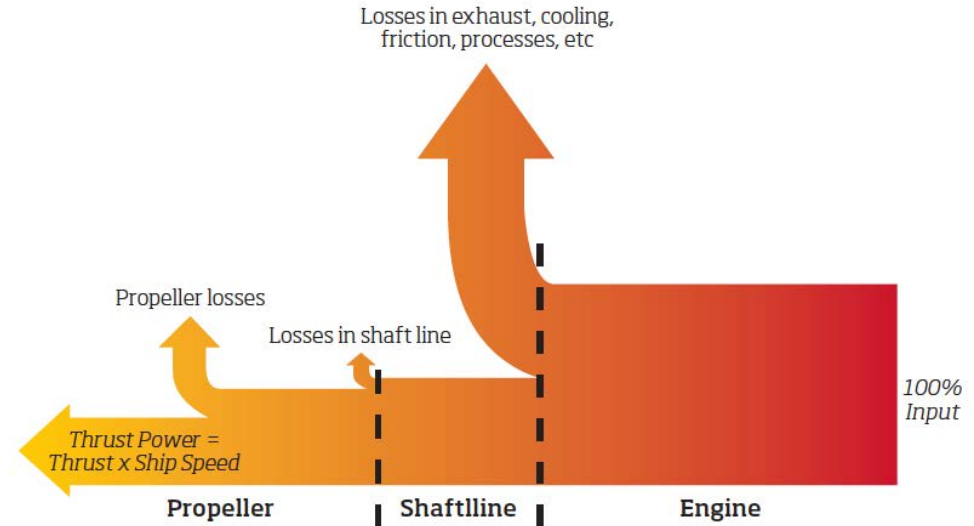 Losses in exhaust, cooling,
friction, processes, etc
Propeller losses
Losses in shaft line
100%
Input
Thrust Power =
Thrust x Ship Speed
Propeller
Shaftlline
Engine